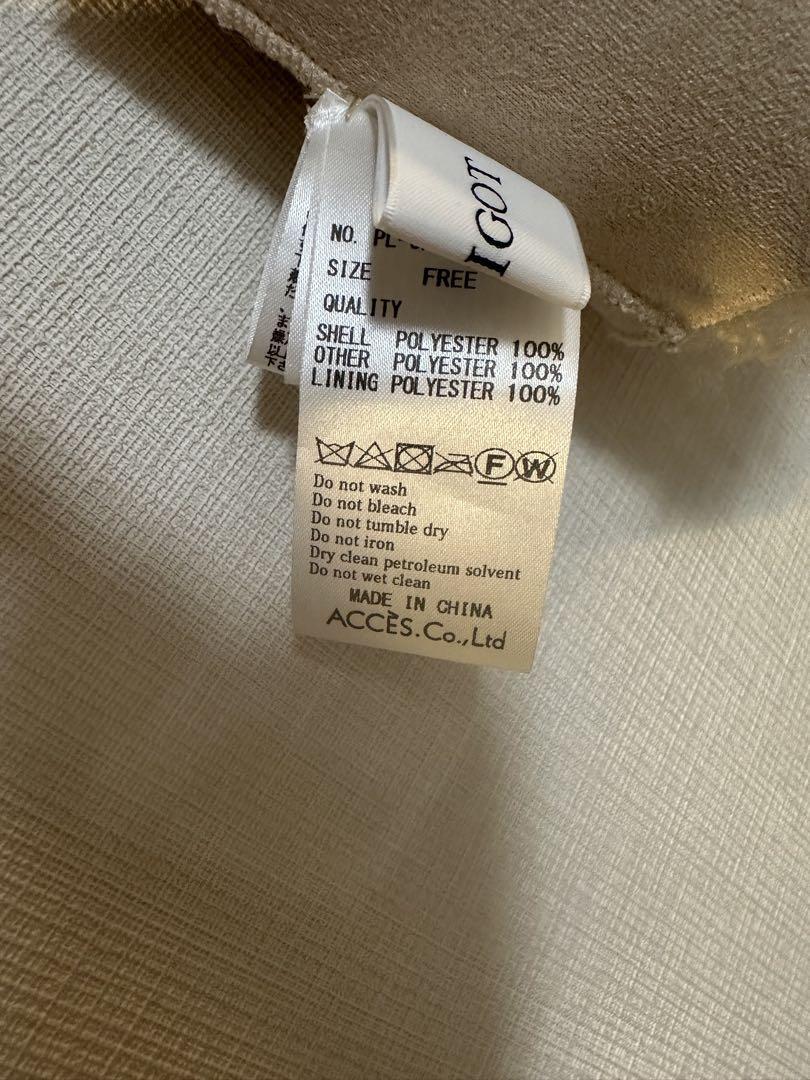 I GOT
NO. PL-
SIZE FREE
QUALITY
SHELL POLYESTER 100%
OTHER POLYESTER 100%
LINING POLYESTER 100%
F W
Do not wash
Do not bleach
Do not tumble dry
Do not iron
Dry clean petroleum solvent
Do not wet clean
MADE IN CHINA
ACCÈS.Co.,Ltd